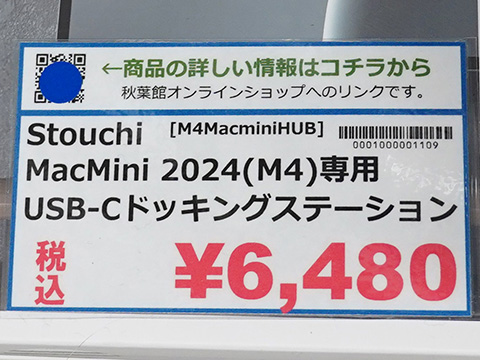 ←商品の詳しい情報はコチラから
秋葉館オンラインショップへのリンクです。
Stouchi [M4MacminiHUB]
0001000001109
MacMini 2024(M4)専用
USB-Cドッキングステーション
税込 ¥6,480